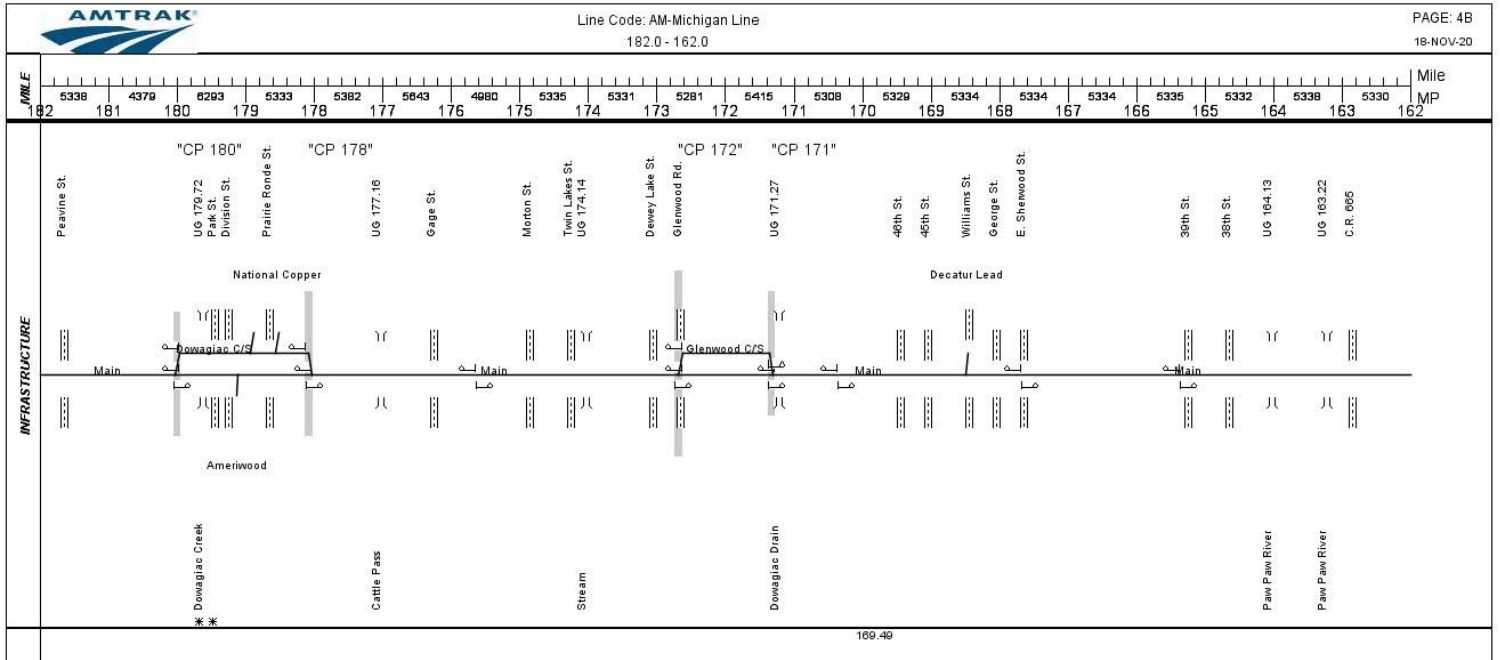 AMTRAK
Line Code: AM-Michigan Line
PAGE: 4B
182.0 - 162.0
18-NOV-20
MILE
Mile
5338 4379 6293 5333 5382 5643 4980 5335 5331 5281 5415 5308 5329 5334 5334 5334 5335 5332 5338 5330
MP
182 181 180 179 178 177 176 175 174 173 172 171 170 169 168 167 166 165 164 163 162
"CP 180" "CP 178" "CP 172" "CP 171"
Peavine St.
UG 179.72
Park St.
Division St.
Prairie Ronde St.
UG 177.16
Gage St.
Morton St.
Twin Lakes St.
UG 174.14
Dewey Lake St.
Glenwood Rd.
UG 171.27
46th St.
45th St.
Williams St.
George St.
E. Sherwood St.
39th St.
38th St.
UG 164.13
UG 163.22
C.R. 665
National Copper
Decatur Lead
INFRASTRUCTURE
Dowagiac C/S
Glenwood C/S
Main Main Main Main
Ameriwood
Dowagiac Creek
Cattle Pass
Stream
Dowagiac Drain
Paw Paw River
Paw Paw River
* *
169.49